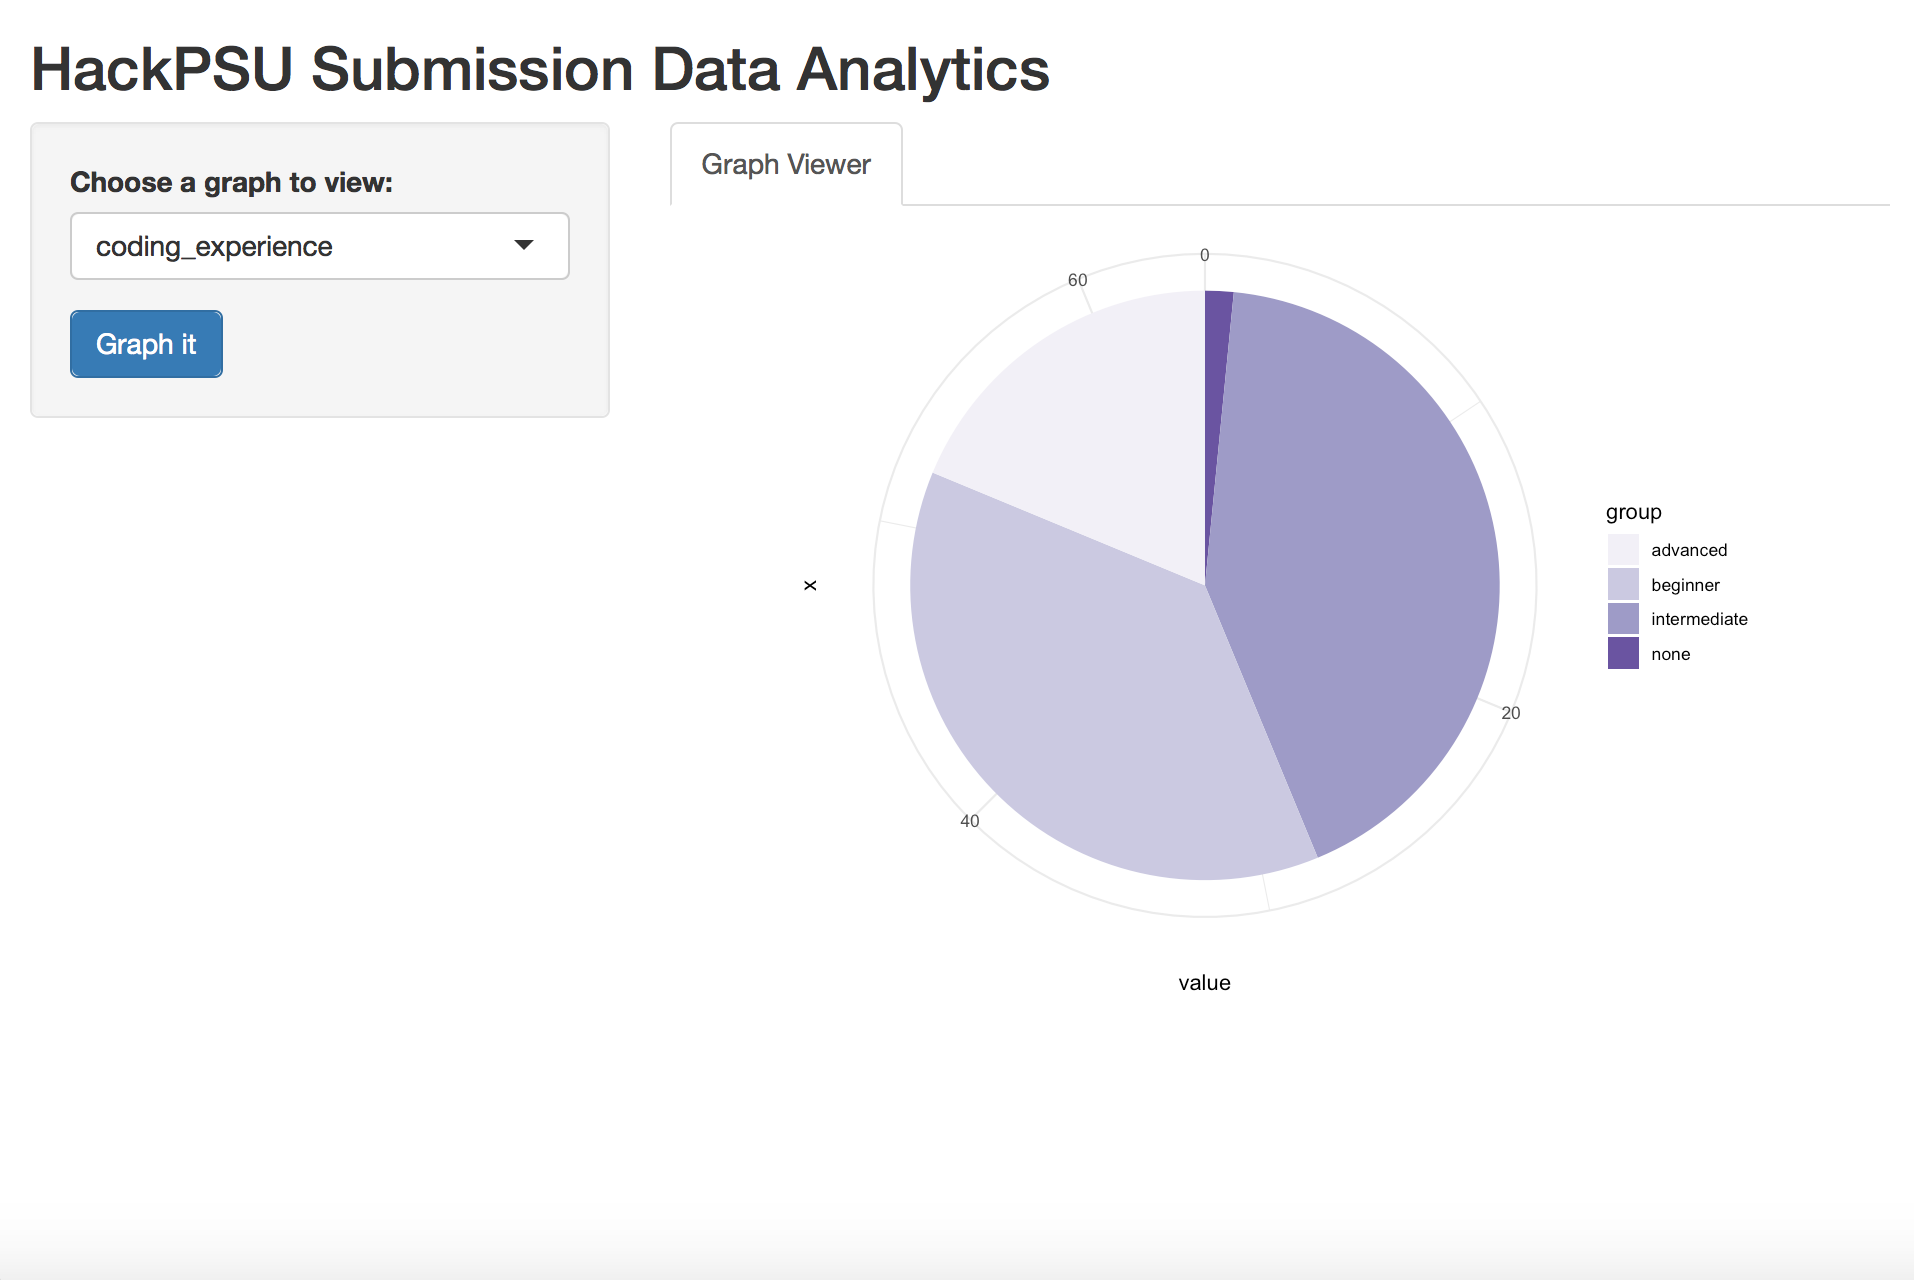 HackPSU Submission Data Analytics
Choose a graph to view:
coding_experience
Graph it
Graph Viewer
0
60
20
40
x
value
group
advanced
beginner
intermediate
none